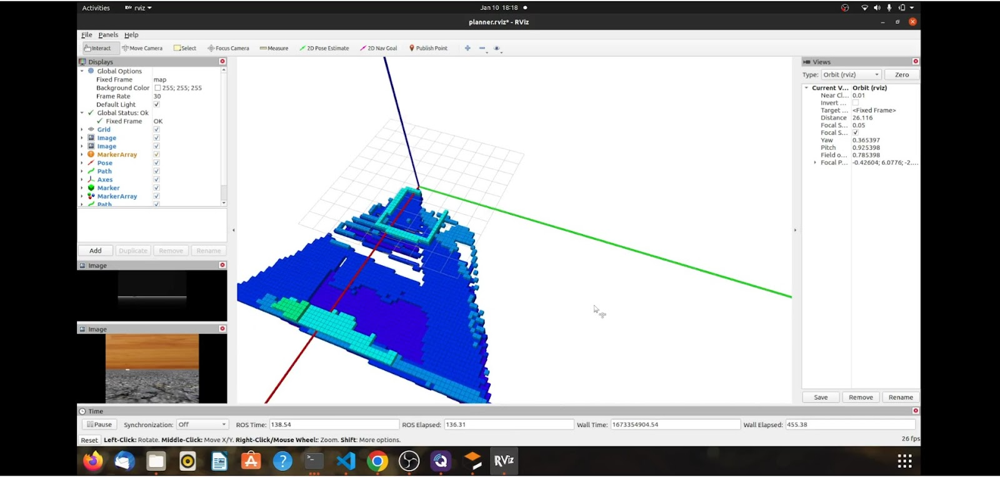 Activities RViz rviz Jan 10 18:18
planner.rviz* - RViz
File Panels Help
Interact Move Camera Select Focus Camera Measure 2D Pose Estimate 2D Nav Goal Publish Point
Displays
Global Options
Fixed Frame map
Background Color 255; 255; 255
Frame Rate 30
Default Light
Global Status: Ok
Fixed Frame OK
Grid
Image
Image
MarkerArray
Pose
Path
Axes
Marker
MarkerArray
Path
Add Duplicate Remove Rename
Image
Image
Views
Type: Orbit (rviz) Zero
Current V... Orbit (rviz)
Near Cl... 0.01
Invert ...
Target ... <Fixed Frame>
Distance 26.116
Focal S... 0.05
Focal S...
Yaw 0.365397
Pitch 0.925398
Field o... 0.785398
Focal P... -0.42604; 6.0776; -2....
Save Remove Rename
Time
Pause Synchronization: Off ROS Time: 138.54 ROS Elapsed: 136.31 Wall Time: 1673354904.54 Wall Elapsed: 455.38
Reset Left-Click: Rotate. Middle-Click: Move X/Y. Right-Click/Mouse Wheel:: Zoom. Shift: More options. 26 fps
RViz